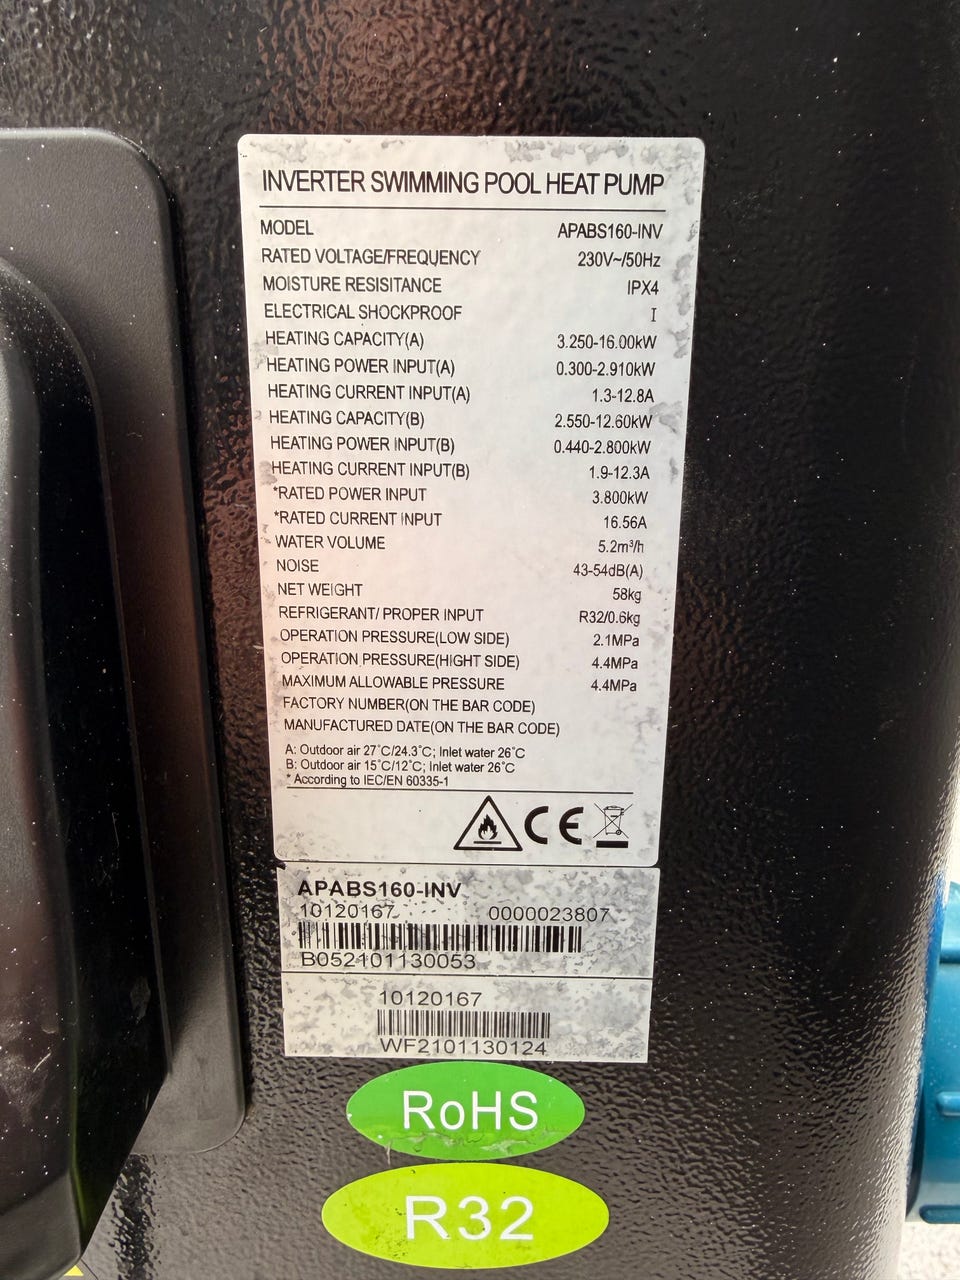 INVERTER SWIMMING POOL HEAT PUMP
MODEL APABS160-INV
RATED VOLTAGE/FREQUENCY 230V~/50Hz
MOISTURE RESISITANCE IPX4
ELECTRICAL SHOCKPROOF I
HEATING CAPACITY(A) 3.250-16.00kW
HEATING POWER INPUT(A) 0.300-2.910kW
HEATING CURRENT INPUT(A) 1.3-12.8A
HEATING CAPACITY(B) 2.550-12.60kW
HEATING POWER INPUT(B) 0.440-2.800kW
HEATING CURRENT INPUT(B) 1.9-12.3A
*RATED POWER INPUT 3.800kW
*RATED CURRENT INPUT 16.56A
WATER VOLUME 5.2m³/h
NOISE 43-54dB(A)
NET WEIGHT 58kg
REFRIGERANT/ PROPER INPUT R32/0.6kg
OPERATION PRESSURE(LOW SIDE) 2.1MPa
OPERATION PRESSURE(HIGHT SIDE) 4.4MPa
MAXIMUM ALLOWABLE PRESSURE 4.4MPa
FACTORY NUMBER(ON THE BAR CODE)
MANUFACTURED DATE(ON THE BAR CODE)
A: Outdoor air 27°C/24.3°C; Inlet water 26°C
B: Outdoor air 15°C/12°C; Inlet water 26°C
* According to IEC/EN 60335-1
CE
APABS160-INV
10120167 0000023807
B052101130053
10120167
WF2101130124
RoHS
R32